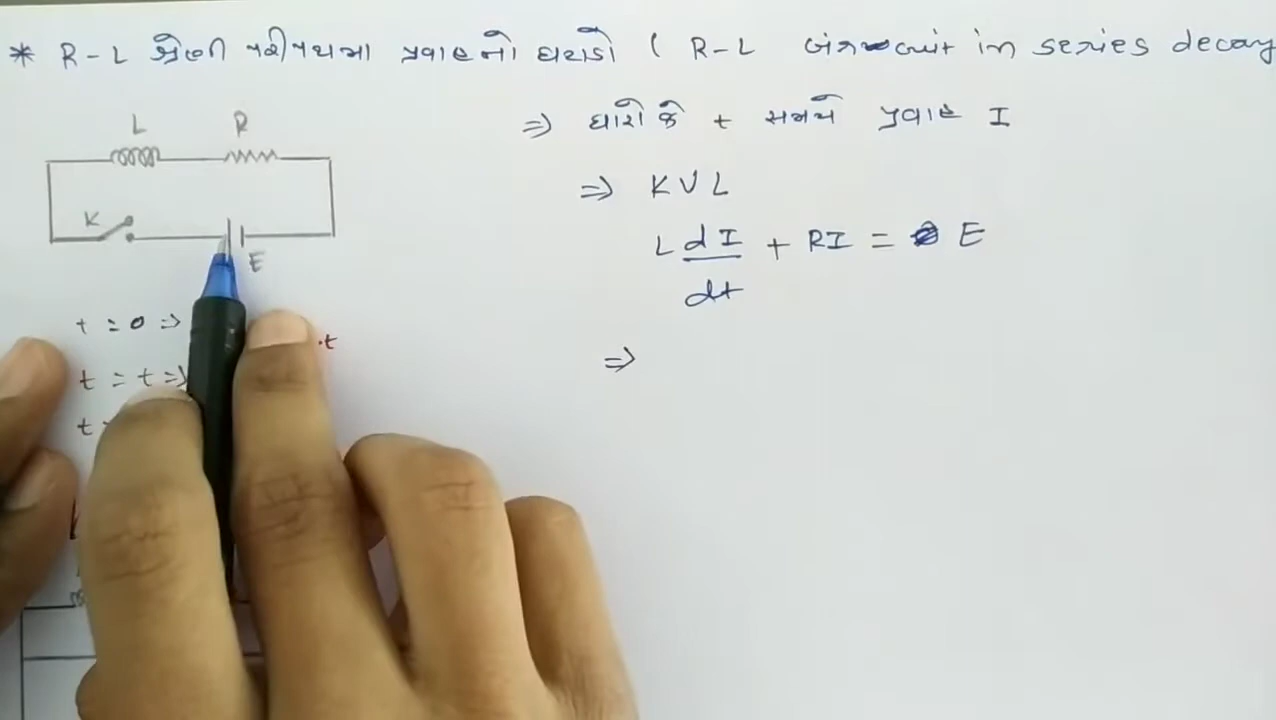 * R-L શ્રેણી પરીપથમા પ્રવાહનો ઘટાડો ( R-L circuit in series decay
L R
K
E
t = 0 ⇒
.t
t = t ⇒
t
⇒ ધારો કે t સમયે પ્રવાહ I
⇒ KVL
L dI/dt + RI = E
⇒